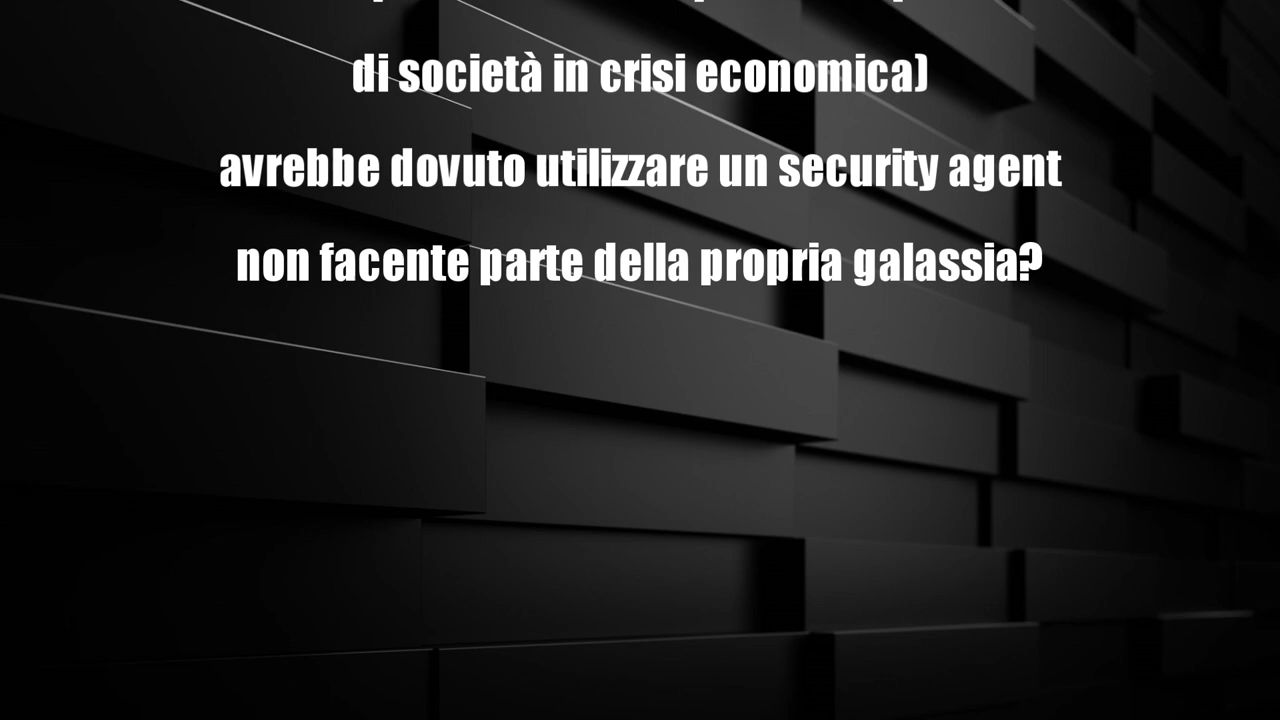 di società in crisi economica)
avrebbe dovuto utilizzare un security agent
non facente parte della propria galassia?